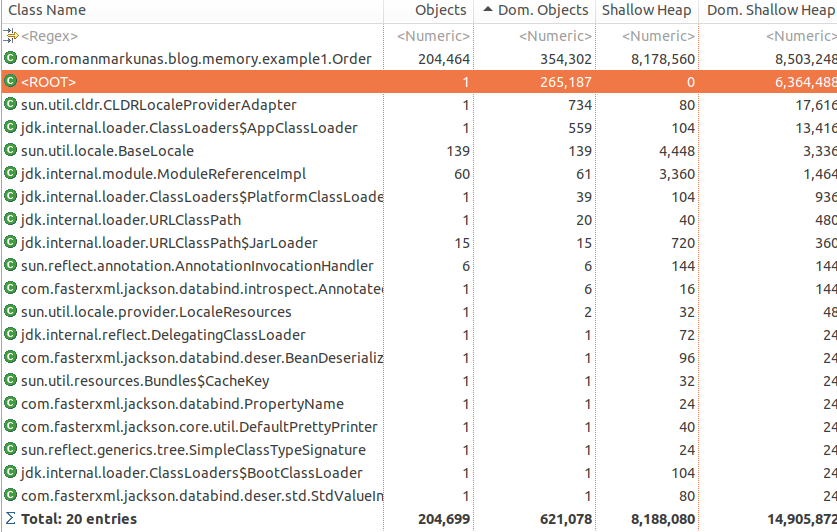 Class Name Objects Dom. Objects Shallow Heap Dom. Shallow Heap
<Regex> <Numeric> <Numeric> <Numeric> <Numeric>
com.romanmarkunas.blog.memory.example1.Order 204,464 354,302 8,178,560 8,503,248
<ROOT> 1 265,187 0 6,364,488
sun.util.cldr.CLDRLocaleProviderAdapter 1 734 80 17,616
jdk.internal.loader.ClassLoaders$AppClassLoader 1 559 104 13,416
sun.util.locale.BaseLocale 139 139 4,448 3,336
jdk.internal.module.ModuleReferenceImpl 60 61 3,360 1,464
jdk.internal.loader.ClassLoaders$PlatformClassLoade 1 39 104 936
jdk.internal.loader.URLClassPath 1 20 40 480
jdk.internal.loader.URLClassPath$JarLoader 15 15 720 360
sun.reflect.annotation.AnnotationInvocationHandler 6 6 144 144
com.fasterxml.jackson.databind.introspect.Annotated 1 6 16 144
sun.util.locale.provider.LocaleResources 1 2 32 48
jdk.internal.reflect.DelegatingClassLoader 1 1 72 24
com.fasterxml.jackson.databind.deser.BeanDeserializ 1 1 96 24
sun.util.resources.Bundles$CacheKey 1 1 32 24
com.fasterxml.jackson.databind.PropertyName 1 1 24 24
com.fasterxml.jackson.core.util.DefaultPrettyPrinter 1 1 40 24
sun.reflect.generics.tree.SimpleClassTypeSignature 1 1 24 24
jdk.internal.loader.ClassLoaders$BootClassLoader 1 1 104 24
com.fasterxml.jackson.databind.deser.std.StdValueIn 1 1 80 24
Σ Total: 20 entries 204,699 621,078 8,188,080 14,905,872